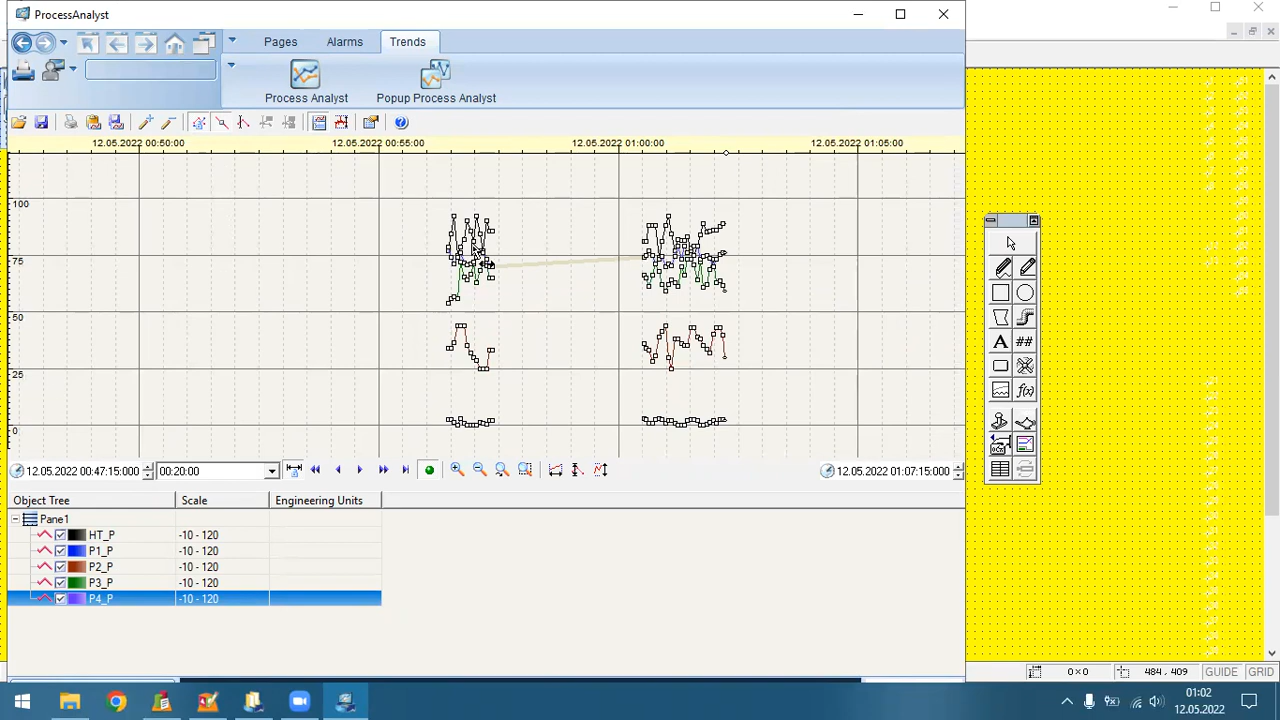 ProcessAnalyst
Pages
Alarms
Trends
Process Analyst
Popup Process Analyst
12.05.2022 00:50:00
12.05.2022 00:55:00
12.05.2022 01:00:00
12.05.2022 01:05:00
100
75
50
25
0
12.05.2022 00:47:15:000
00:20:00
12.05.2022 01:07:15:000
Object Tree
Scale
Engineering Units
Pane1
HT_P
-10 - 120
P1_P
-10 - 120
P2_P
-10 - 120
P3_P
-10 - 120
P4_P
-10 - 120
A
##
f(x)
0×0
484 , 409
GUIDE
GRID
01:02
12.05.2022